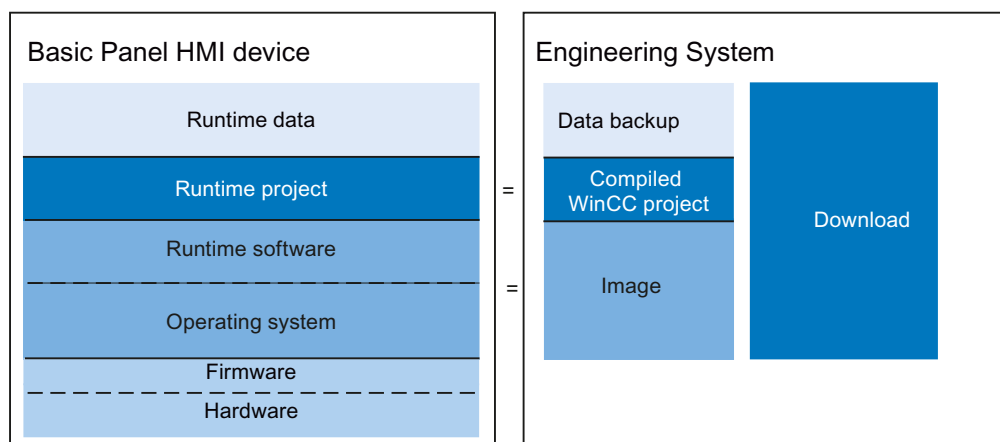 Basic Panel HMI device
Runtime data
Runtime project
Runtime software
Operating system
Firmware
Hardware
=
=
Engineering System
Data backup
Compiled
WinCC project
Image
Download